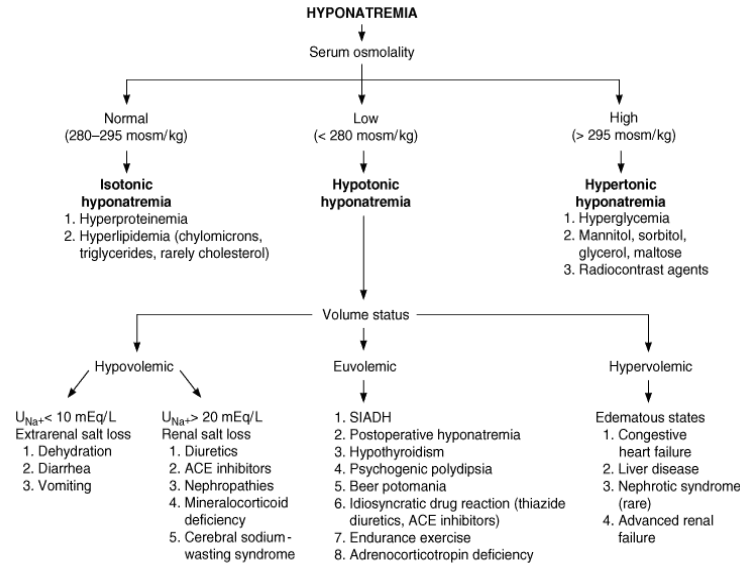 HYPONATREMIA
Serum osmolality
Normal
(280–295 mosm/kg)
Low
(< 280 mosm/kg)
High
(> 295 mosm/kg)
Isotonic
hyponatremia
1. Hyperproteinemia
2. Hyperlipidemia (chylomicrons,
triglycerides, rarely cholesterol)
Hypotonic
hyponatremia
Hypertonic
hyponatremia
1. Hyperglycemia
2. Mannitol, sorbitol,
glycerol, maltose
3. Radiocontrast agents
Volume status
Hypovolemic
Euvolemic
Hypervolemic
UNa+< 10 mEq/L
Extrarenal salt loss
1. Dehydration
2. Diarrhea
3. Vomiting
UNa+> 20 mEq/L
Renal salt loss
1. Diuretics
2. ACE inhibitors
3. Nephropathies
4. Mineralocorticoid
deficiency
5. Cerebral sodium-
wasting syndrome
1. SIADH
2. Postoperative hyponatremia
3. Hypothyroidism
4. Psychogenic polydipsia
5. Beer potomania
6. Idiosyncratic drug reaction (thiazide
diuretics, ACE inhibitors)
7. Endurance exercise
8. Adrenocorticotropin deficiency
Edematous states
1. Congestive
heart failure
2. Liver disease
3. Nephrotic syndrome
(rare)
4. Advanced renal
failure